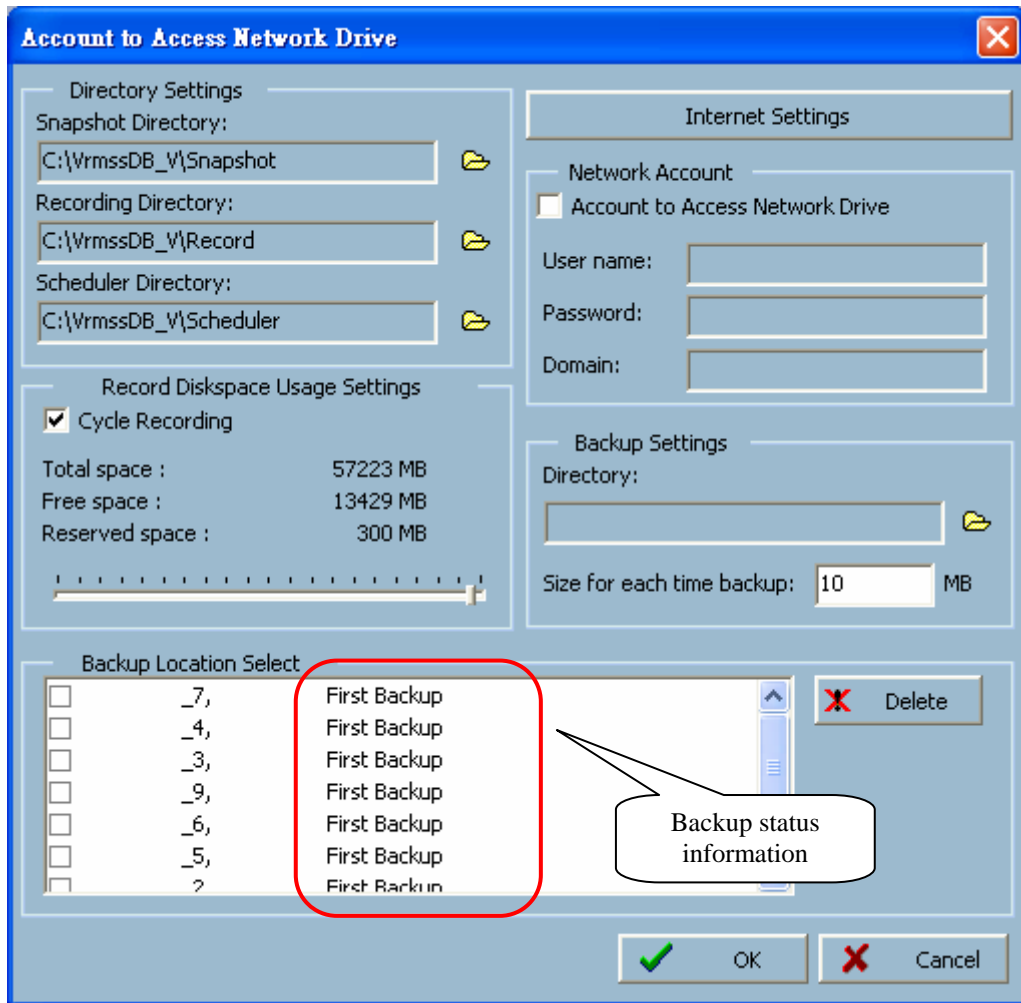 Account to Access Network Drive
Directory Settings
Snapshot Directory:
C:\VrmssDB_V\Snapshot
Recording Directory:
C:\VrmssDB_V\Record
Scheduler Directory:
C:\VrmssDB_V\Scheduler
Internet Settings
Network Account
Account to Access Network Drive
User name:
Password:
Domain:
Record Diskspace Usage Settings
Cycle Recording
Total space : 57223 MB
Free space : 13429 MB
Reserved space : 300 MB
Backup Settings
Directory:
Size for each time backup: 10 MB
Backup Location Select
_7, First Backup
_4, First Backup
_3, First Backup
_9, First Backup
_6, First Backup
_5, First Backup
2 First Backup
Delete
Backup status
information
OK
Cancel